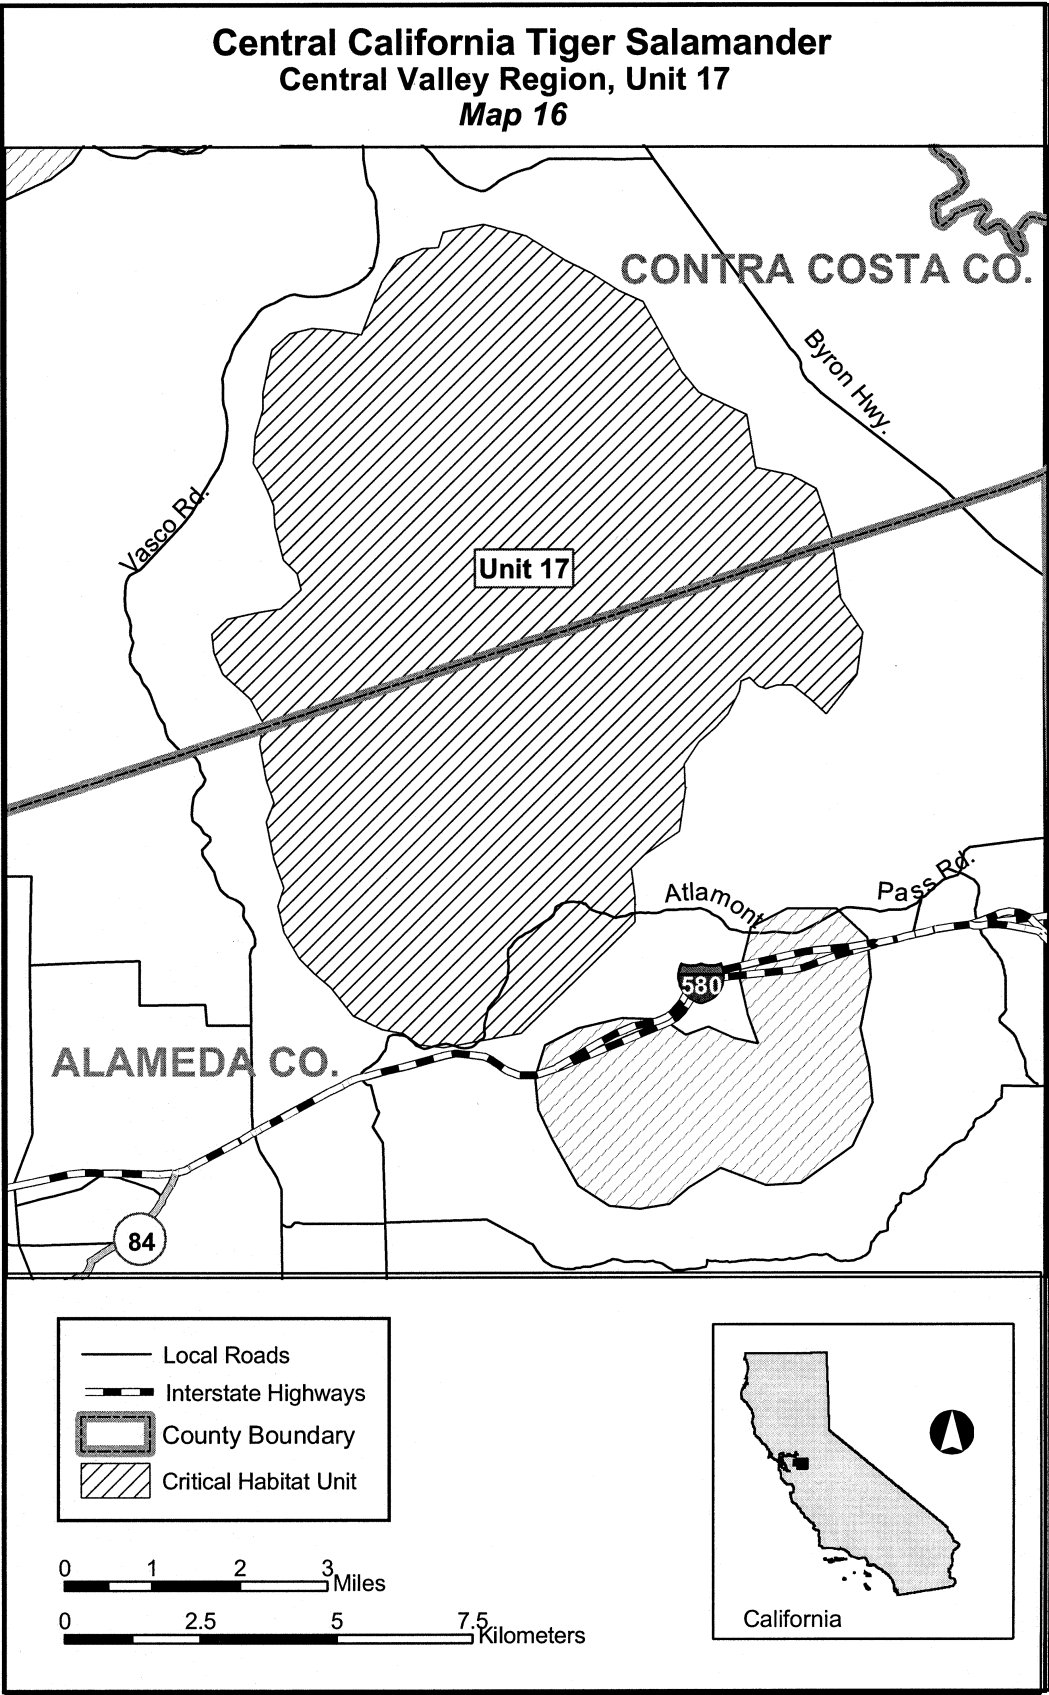 Central California Tiger Salamander
Central Valley Region, Unit 17
Map 16
CONTRA COSTA CO.
Byron Hwy.
Vasco Rd.
Unit 17
Atlamont Pass Rd.
580
ALAMEDA CO.
84
Local Roads
Interstate Highways
County Boundary
Critical Habitat Unit
0 1 2 3 Miles
0 2.5 5 7.5 Kilometers
California